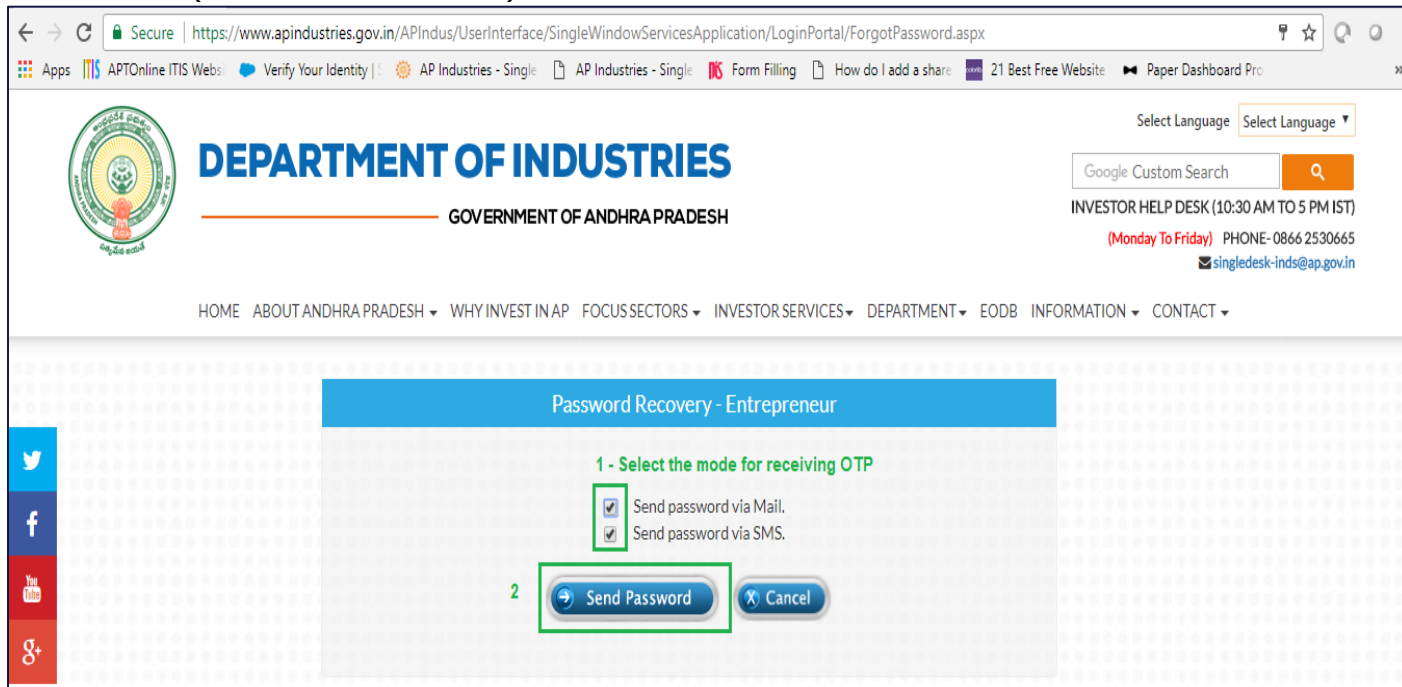 Secure | https://www.apindustries.gov.in/APIndus/UserInterface/SingleWindowServicesApplication/LoginPortal/ForgotPassword.aspx
Apps APTOnline ITIS Websi Verify Your Identity | S AP Industries - Single AP Industries - Single Form Filling How do I add a share 21 Best Free Website Paper Dashboard Pro »
Select Language Select Language
DEPARTMENT OF INDUSTRIES
GOVERNMENT OF ANDHRA PRADESH
Google Custom Search
INVESTOR HELP DESK (10:30 AM TO 5 PM IST)
(Monday To Friday) PHONE- 0866 2530665
singledesk-inds@ap.gov.in
HOME ABOUT ANDHRA PRADESH WHY INVEST IN AP FOCUS SECTORS INVESTOR SERVICES DEPARTMENT EODB INFORMATION CONTACT
Password Recovery - Entrepreneur
1 - Select the mode for receiving OTP
Send password via Mail.
Send password via SMS.
2 Send Password Cancel
You Tube
g+